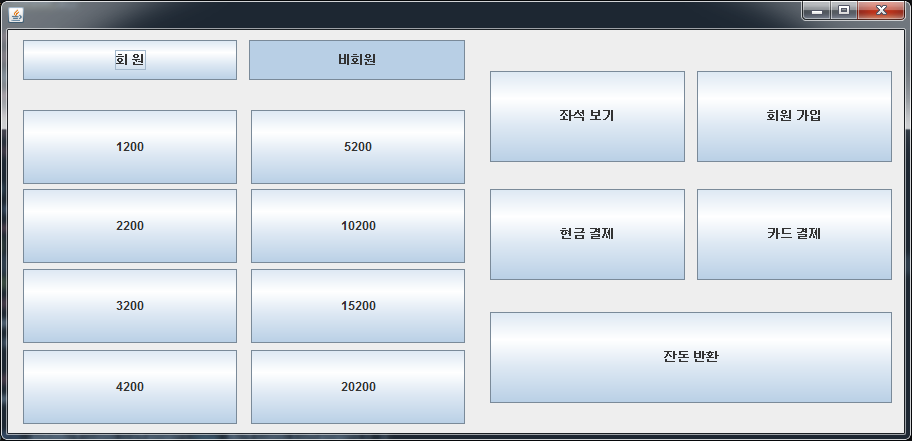 회 원
비회원
1200
5200
2200
10200
3200
15200
4200
20200
좌석 보기
회원 가입
현금 결제
카드 결제
잔돈 반환